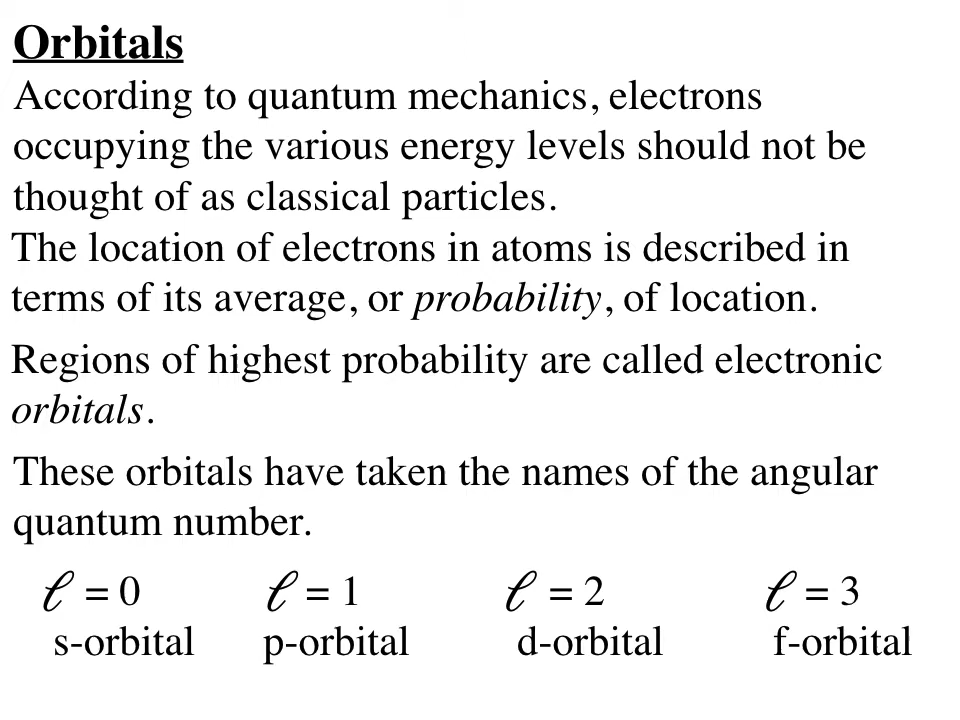 Orbitals
According to quantum mechanics, electrons
occupying the various energy levels should not be
thought of as classical particles.
The location of electrons in atoms is described in
terms of its average, or probability, of location.
Regions of highest probability are called electronic
orbitals.
These orbitals have taken the names of the angular
quantum number.
ℓ = 0 ℓ = 1 ℓ = 2 ℓ = 3
s-orbital p-orbital d-orbital f-orbital